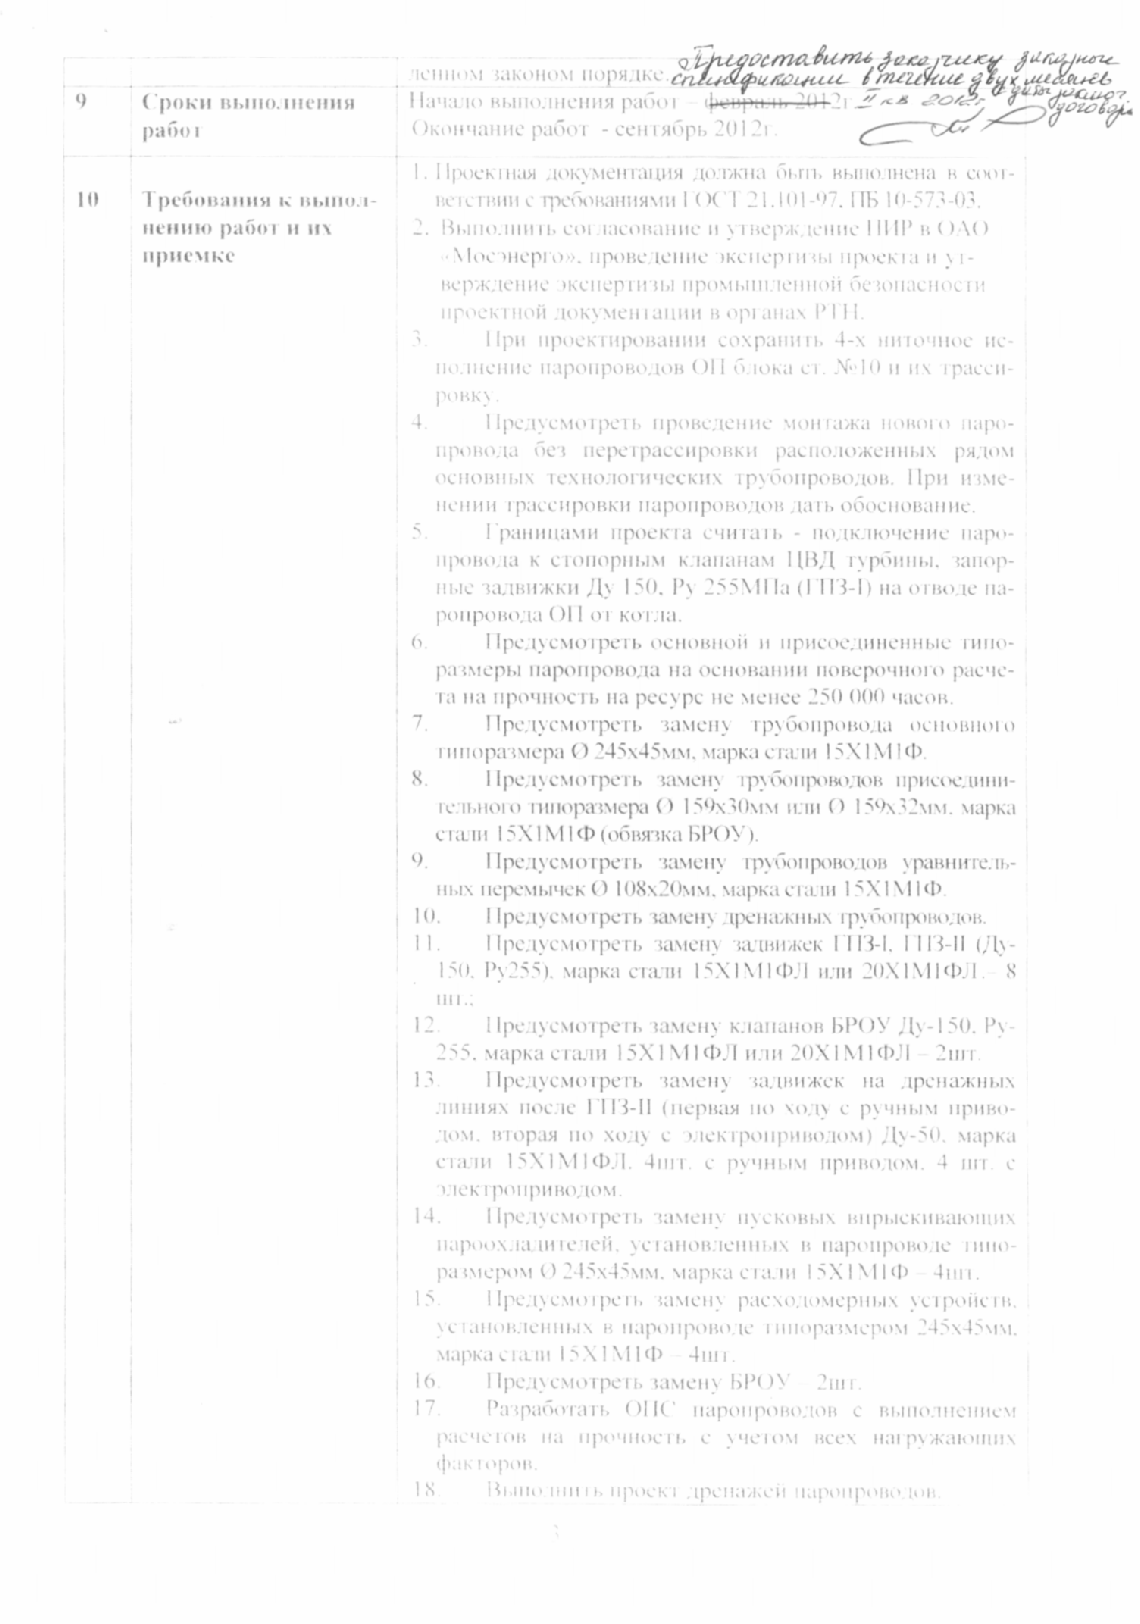 Предоставить заказчику заказные
спецификации в течение двух месяцев
с даты заключ.
договора
ленном законом порядке.
9 Сроки выполнения
работ
Начало выполнения работ – февраль 2012г. II кв 2012г.
Окончание работ - сентябрь 2012г.
10 Требования к выпол-
нению работ и их
приемке
1. Проектная документация должна быть выполнена в соот-
ветствии с требованиями ГОСТ 21.101-97, ПБ 10-573-03.
2. Выполнить согласование и утверждение ПИР в ОАО
«Мосэнерго», проведение экспертизы проекта и ут-
верждение экспертизы промышленной безопасности
проектной документации в органах РТН.
3. При проектировании сохранить 4-х ниточное ис-
полнение паропроводов ОП блока ст. №10 и их трасси-
ровку.
4. Предусмотреть проведение монтажа нового паро-
провода без перетрассировки расположенных рядом
основных технологических трубопроводов. При изме-
нении трассировки паропроводов дать обоснование.
5. Границами проекта считать - подключение паро-
провода к стопорным клапанам ЦВД турбины, запор-
ные задвижки Ду 150, Ру 255МПа (ГПЗ-I) на отводе па-
ропровода ОП от котла.
6. Предусмотреть основной и присоединенные типо-
размеры паропровода на основании поверочного расче-
та на прочность на ресурс не менее 250 000 часов.
7. Предусмотреть замену трубопровода основного
типоразмера Ø 245х45мм, марка стали 15Х1М1Ф.
8. Предусмотреть замену трубопроводов присоедини-
тельного типоразмера Ø 159х30мм или Ø 159х32мм, марка
стали 15Х1М1Ф (обвязка БРОУ).
9. Предусмотреть замену трубопроводов уравнитель-
ных перемычек Ø 108х20мм, марка стали 15Х1М1Ф.
10. Предусмотреть замену дренажных трубопроводов.
11. Предусмотреть замену задвижек ГПЗ-I, ГПЗ-II (Ду-
150, Ру255), марка стали 15Х1М1ФЛ или 20Х1М1ФЛ – 8
шт.;
12. Предусмотреть замену клапанов БРОУ Ду-150, Ру-
255, марка стали 15Х1М1ФЛ или 20Х1М1ФЛ – 2шт.
13. Предусмотреть замену задвижек на дренажных
линиях после ГПЗ-II (первая по ходу с ручным приво-
дом, вторая по ходу с электроприводом) Ду-50, марка
стали 15Х1М1ФЛ, 4шт. с ручным приводом, 4 шт. с
электроприводом.
14. Предусмотреть замену пусковых впрыскивающих
пароохладителей, установленных в паропроводе типо-
размером Ø 245х45мм, марка стали 15Х1М1Ф – 4шт.
15. Предусмотреть замену расходомерных устройств,
установленных в паропроводе типоразмером 245х45мм,
марка стали 15Х1М1Ф – 4шт.
16. Предусмотреть замену БРОУ – 2шт.
17. Разработать ОПС паропроводов с выполнением
расчетов на прочность с учетом всех нагружающих
факторов.
18. Выполнить проект дренажей паропроводов.